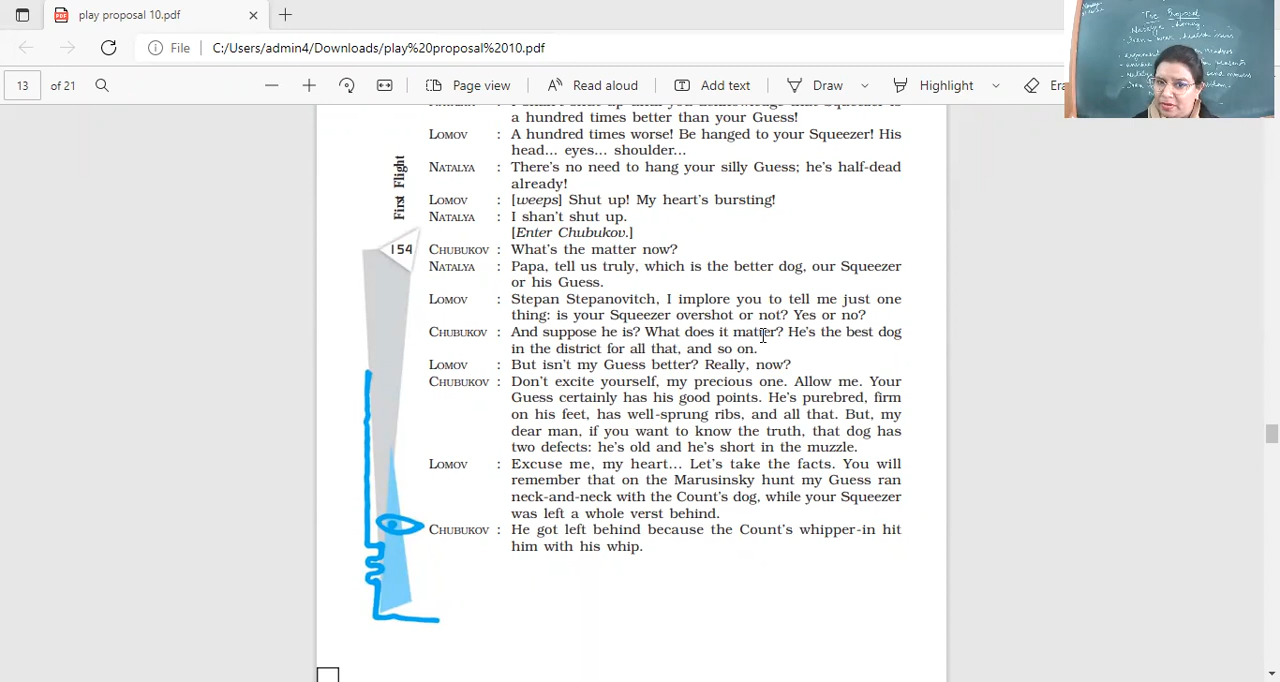 play proposal 10.pdf
File C:/Users/admin4/Downloads/play%20proposal%2010.pdf
13 of 21 Pageview Read aloud Add text Draw Highlight
The Proposal
a hundred times better than your Guess!
LOMOV : A hundred times worse! Be hanged to your Squeezer! His
head... eyes... shoulder...
NATALYA : There's no need to hang your silly Guess; he's half-dead
already!
LOMOV : [weeps] Shut up! My heart's bursting!
NATALYA : I shan't shut up.
[Enter Chubukov.]
First Flight
154
CHUBUKOV : What's the matter now?
NATALYA : Papa, tell us truly, which is the better dog, our Squeezer
or his Guess.
LOMOV : Stepan Stepanovitch, I implore you to tell me just one
thing: is your Squeezer overshot or not? Yes or no?
CHUBUKOV : And suppose he is? What does it matter? He's the best dog
in the district for all that, and so on.
LOMOV : But isn't my Guess better? Really, now?
CHUBUKOV : Don't excite yourself, my precious one. Allow me. Your
Guess certainly has his good points. He's purebred, firm
on his feet, has well-sprung ribs, and all that. But, my
dear man, if you want to know the truth, that dog has
two defects: he's old and he's short in the muzzle.
LOMOV : Excuse me, my heart... Let's take the facts. You will
remember that on the Marusinsky hunt my Guess ran
neck-and-neck with the Count's dog, while your Squeezer
was left a whole verst behind.
CHUBUKOV : He got left behind because the Count's whipper-in hit
him with his whip.